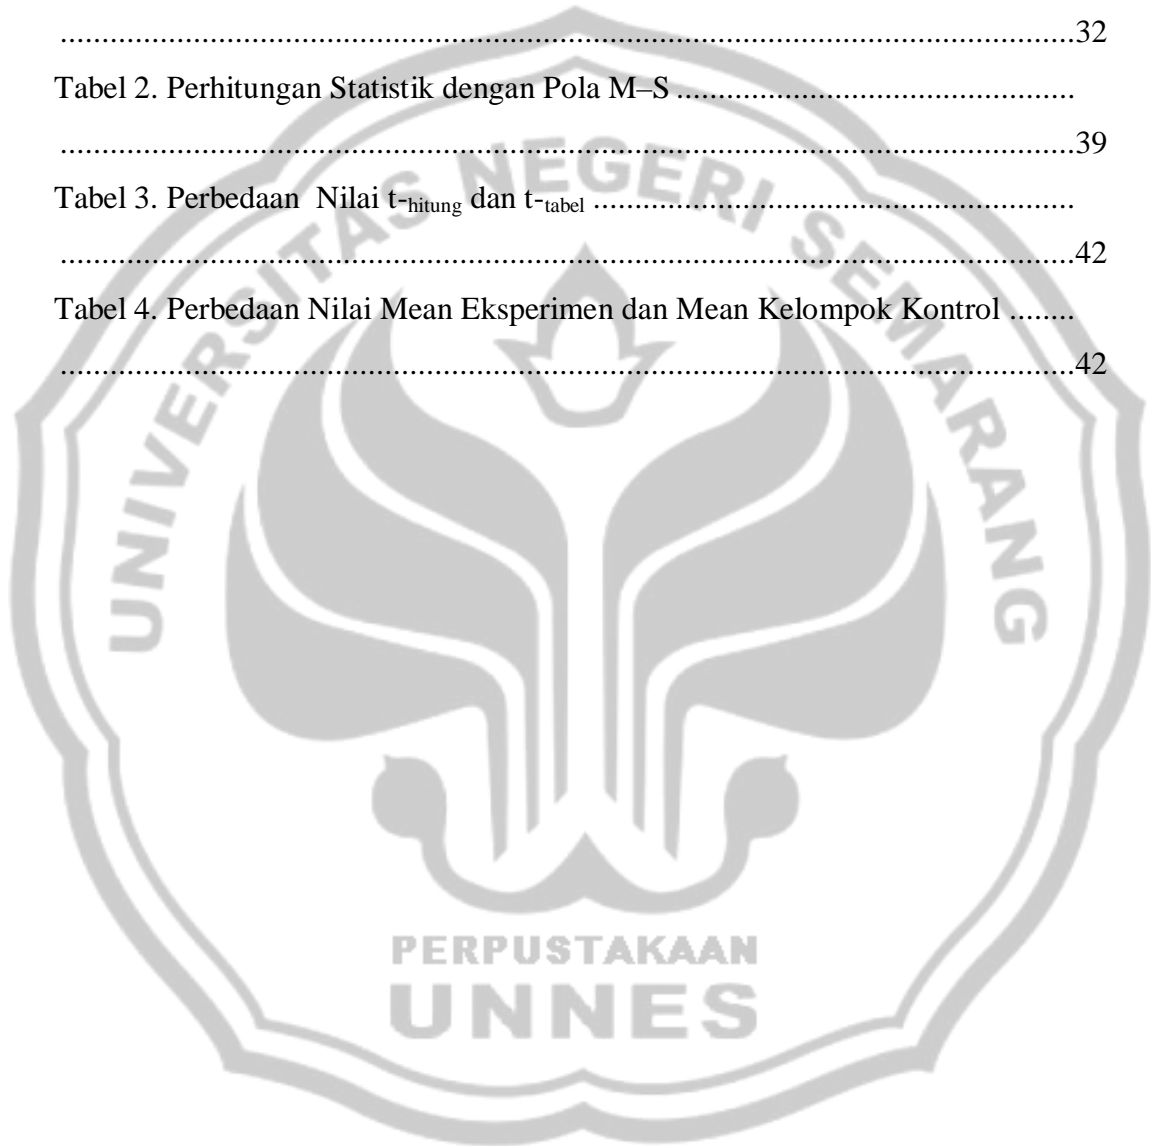 ........................................................................................................................32
Tabel 2. Perhitungan Statistik dengan Pola M–S ................................................
........................................................................................................................39
Tabel 3. Perbedaan  Nilai t-hitung dan t-tabel ..........................................................
........................................................................................................................42
Tabel 4. Perbedaan Nilai Mean Eksperimen dan Mean Kelompok Kontrol ........
........................................................................................................................42
UNIVERSITAS NEGERI SEMARANG
PERPUSTAKAAN
UNNES